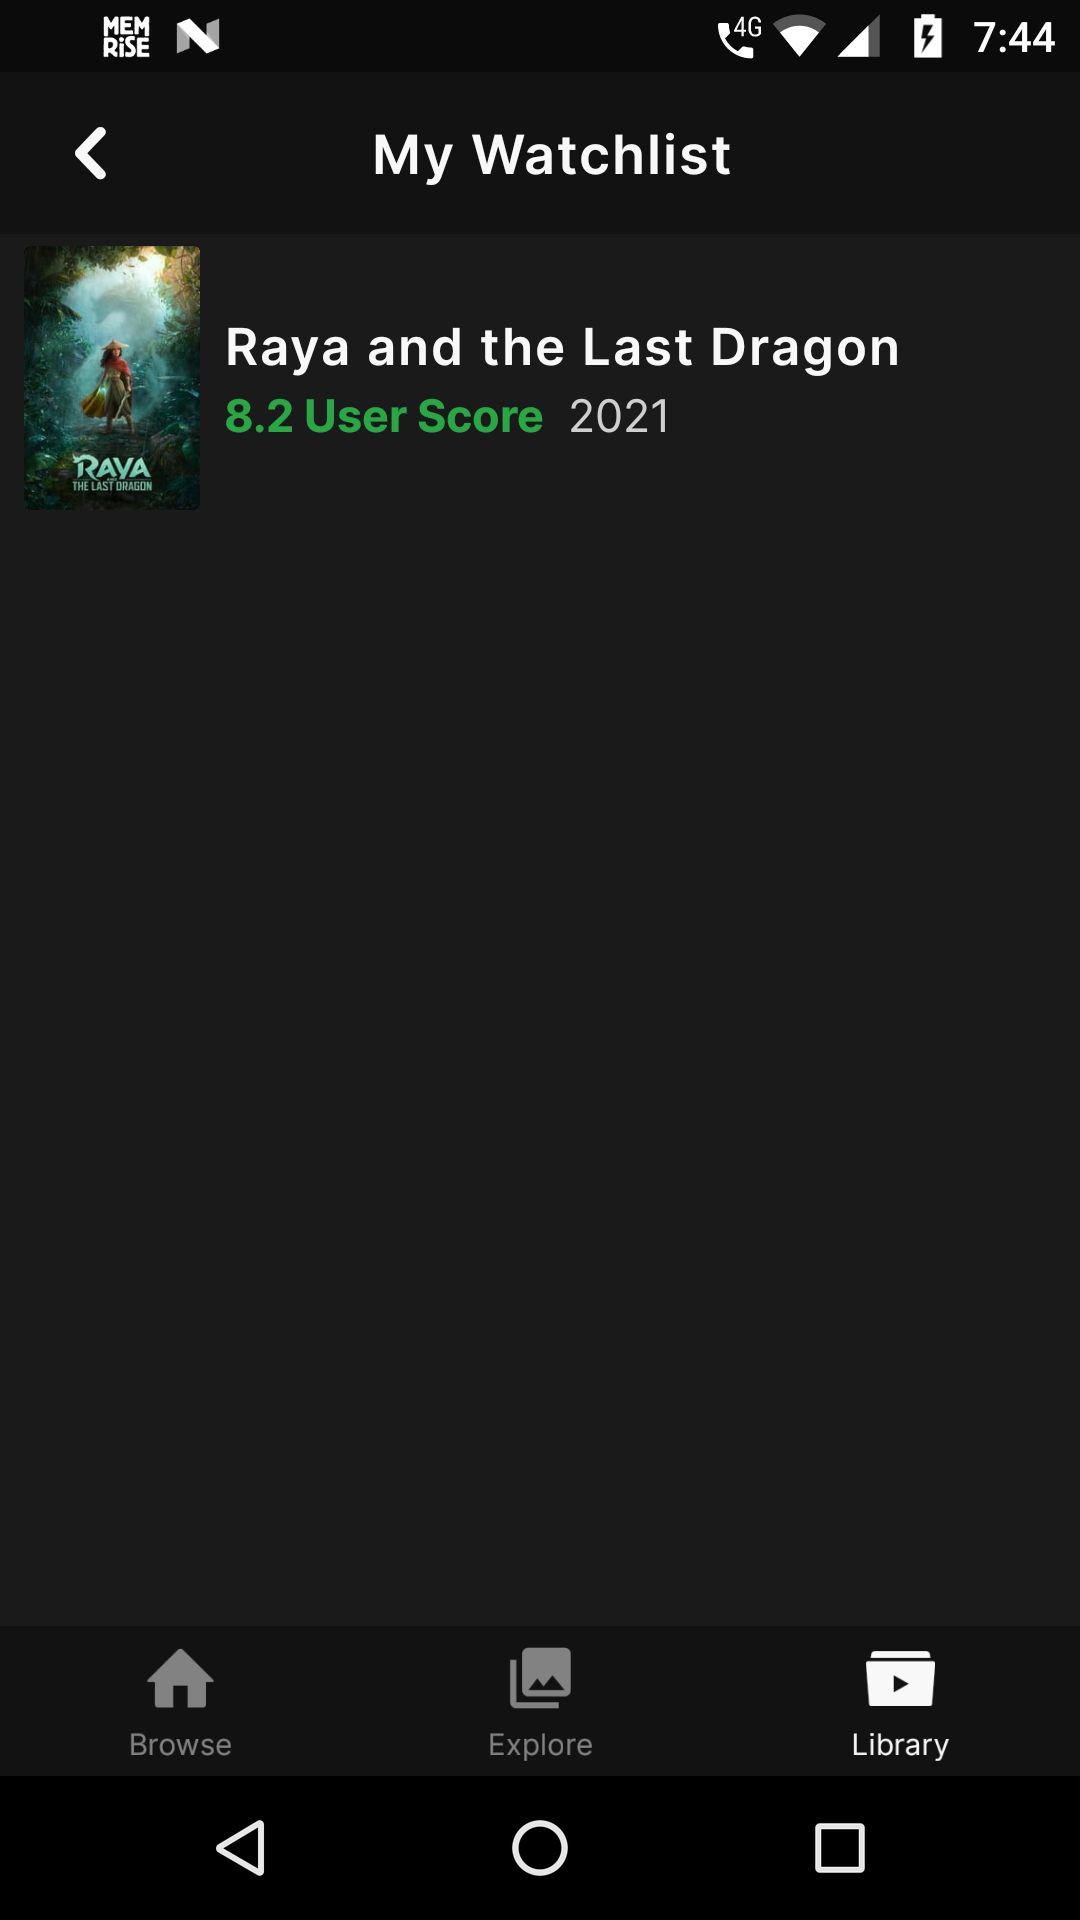 MEM
RiSE
4G
7:44
My Watchlist
RAYA
THE LAST DRAGON
Raya and the Last Dragon
8.2 User Score 2021
Browse
Explore
Library